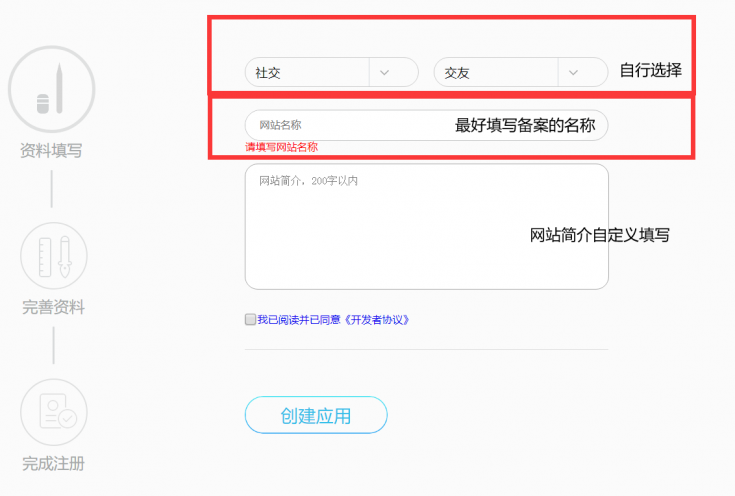 社交
交友
自行选择
网站名称
最好填写备案的名称
请填写网站名称
资料填写
网站简介，200字以内
网站简介自定义填写
完善资料
我已阅读并已同意《开发者协议》
创建应用
完成注册